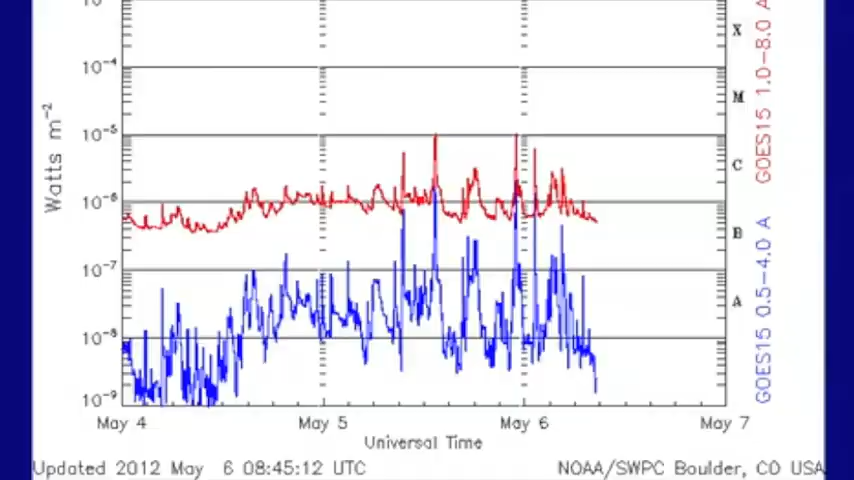 X
10-4
M
10-5
C
10-6
B
10-7
A
10-8
10-9
Watts m-2
GOES15 1.0-8.0 A
GOES15 0.5-4.0 A
May 4 May 5 May 6 May 7
Universal Time
Updated 2012 May 6 08:45:12 UTC NOAA/SWPC Boulder, CO USA